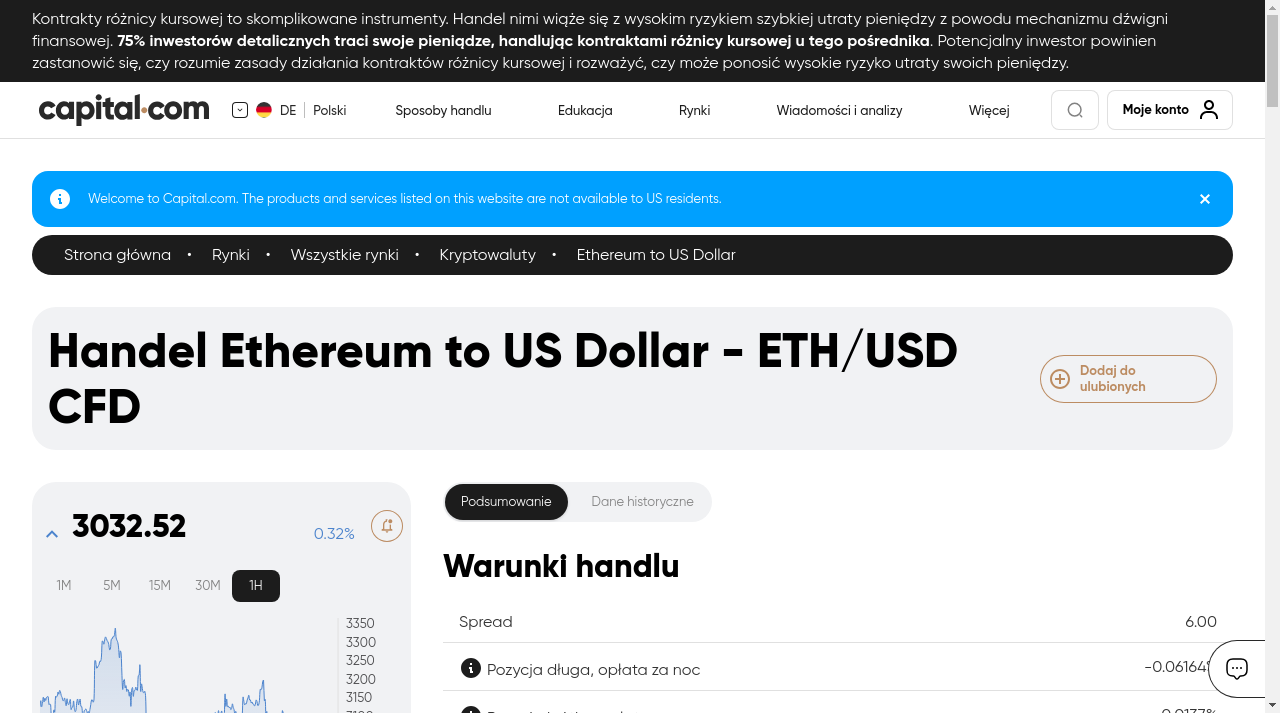 Kontrakty różnicy kursowej to skomplikowane instrumenty. Handel nimi wiąże się z wysokim ryzykiem szybkiej utraty pieniędzy z powodu mechanizmu dźwigni
finansowej. 75% inwestorów detalicznych traci swoje pieniądze, handlując kontraktami różnicy kursowej u tego pośrednika. Potencjalny inwestor powinien
zastanowić się, czy rozumie zasady działania kontraktów różnicy kursowej i rozważyć, czy może ponosić wysokie ryzyko utraty swoich pieniędzy.
capital.com DE Polski Sposoby handlu Edukacja Rynki Wiadomości i analizy Więcej Moje konto
Welcome to Capital.com. The products and services listed on this website are not available to US residents.
Strona główna • Rynki • Wszystkie rynki • Kryptowaluty • Ethereum to US Dollar
Handel Ethereum to US Dollar - ETH/USD
CFD
Dodaj do
ulubionych
3032.52 0.32%
1M 5M 15M 30M 1H
3350
3300
3250
3200
3150
Podsumowanie Dane historyczne
Warunki handlu
Spread 6.00
Pozycja długa, opłata za noc -0.0616